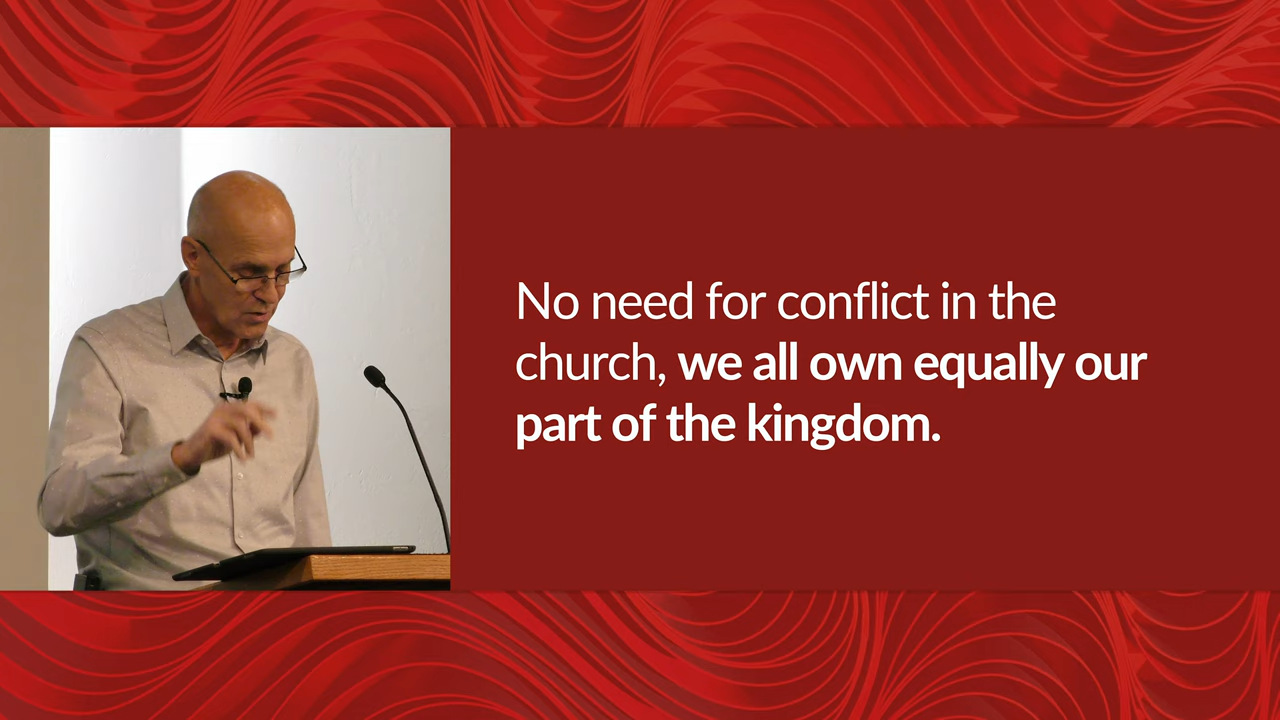 No need for conflict in the
church, we all own equally our
part of the kingdom.